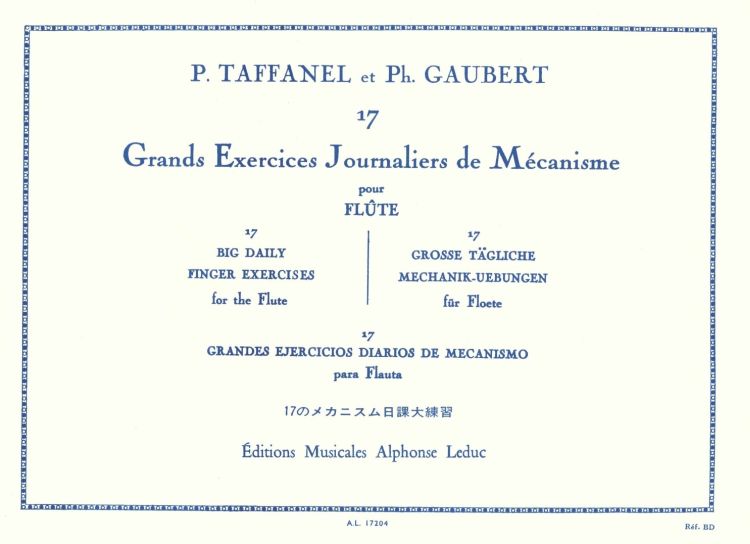 P. TAFFANEL et Ph. GAUBERT
17
Grands Exercices Journaliers de Mécanisme
pour
FLÛTE
17
BIG DAILY
FINGER EXERCISES
for the Flute
17
GROSSE TÄGLICHE
MECHANIK-UEBUNGEN
für Floete
17
GRANDES EJERCICIOS DIARIOS DE MECANISMO
para Flauta
17のメカニスム日課大練習
Éditions Musicales Alphonse Leduc
A.L. 17204
Réf. BD